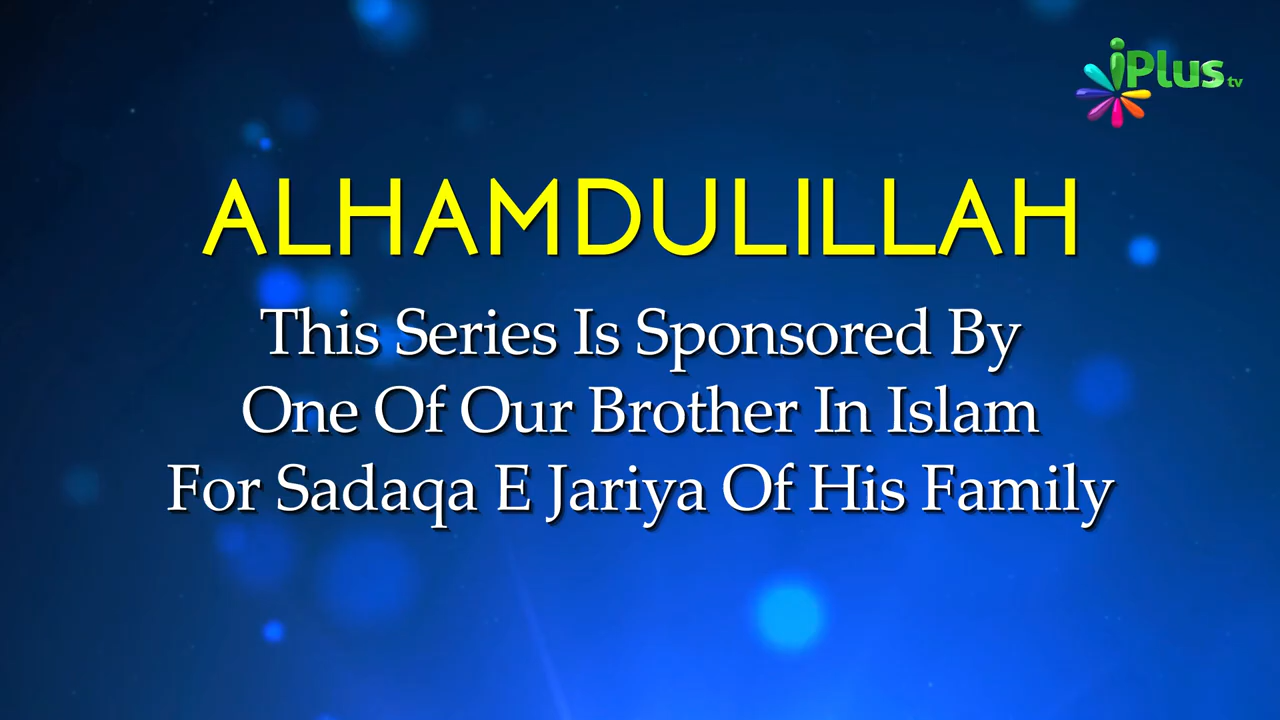 iPlus tv
ALHAMDULILLAH
This Series Is Sponsored By
One Of Our Brother In Islam
For Sadaqa E Jariya Of His Family